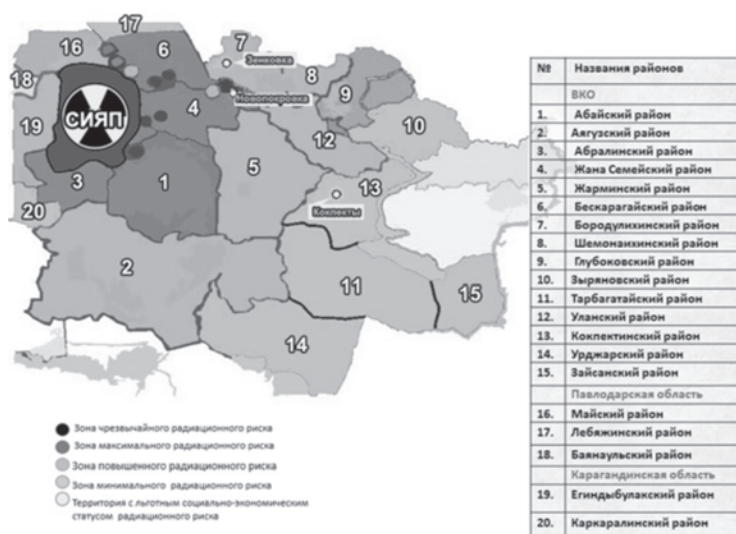 17
16
6
7
Зенковка
8
18
СИЯП
4
Новопокровка
9
19
10
12
3
1
5
13
Кокпекты
20
2
11
15
14
Зона чрезвычайного радиационного риска
Зона максимального радиационного риска
Зона повышенного радиационного риска
Зона минимального радиационного риска
Территория с льготным социально-экономическим
статусом радиационного риска
№ Названия районов
ВКО
1. Абайский район
2. Аягузский район
3. Абралинский район
4. Жана Семейский район
5. Жарминский район
6. Бескарагайский район
7. Бородулихинский район
8. Шемонаихинский район
9. Глубоковский район
10. Зыряновский район
11. Тарбагатайский район
12. Уланский район
13. Кокпектинский район
14. Урджарский район
15. Зайсанский район
Павлодарская область
16. Майский район
17. Лебяжинский район
18. Баянаульский район
Карагандинская область
19. Егиндыбулакский район
20. Каркаралинский район